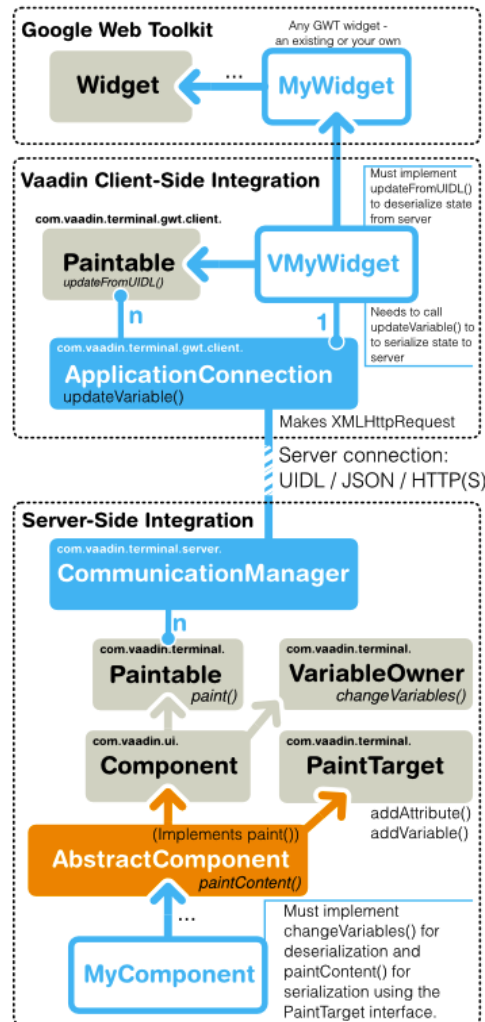 Google Web Toolkit
Any GWT widget -
an existing or your own
Widget
...
MyWidget
Vaadin Client-Side Integration
Must implement
updateFromUIDL()
to deserialize state
from server
com.vaadin.terminal.gwt.client.
Paintable
updateFromUIDL()
VMyWidget
n
1
Needs to call
updateVariable() to
to serialize state to
server
com.vaadin.terminal.gwt.client.
ApplicationConnection
updateVariable()
Makes XMLHttpRequest
Server connection:
UIDL / JSON / HTTP(S)
Server-Side Integration
com.vaadin.terminal.server.
CommunicationManager
n
com.vaadin.terminal.
Paintable
paint()
com.vaadin.terminal.
VariableOwner
changeVariables()
com.vaadin.ui.
Component
com.vaadin.terminal.
PaintTarget
addAttribute()
addVariable()
(Implements paint())
AbstractComponent
paintContent()
...
MyComponent
Must implement
changeVariables() for
deserialization and
paintContent() for
serialization using the
PaintTarget interface.